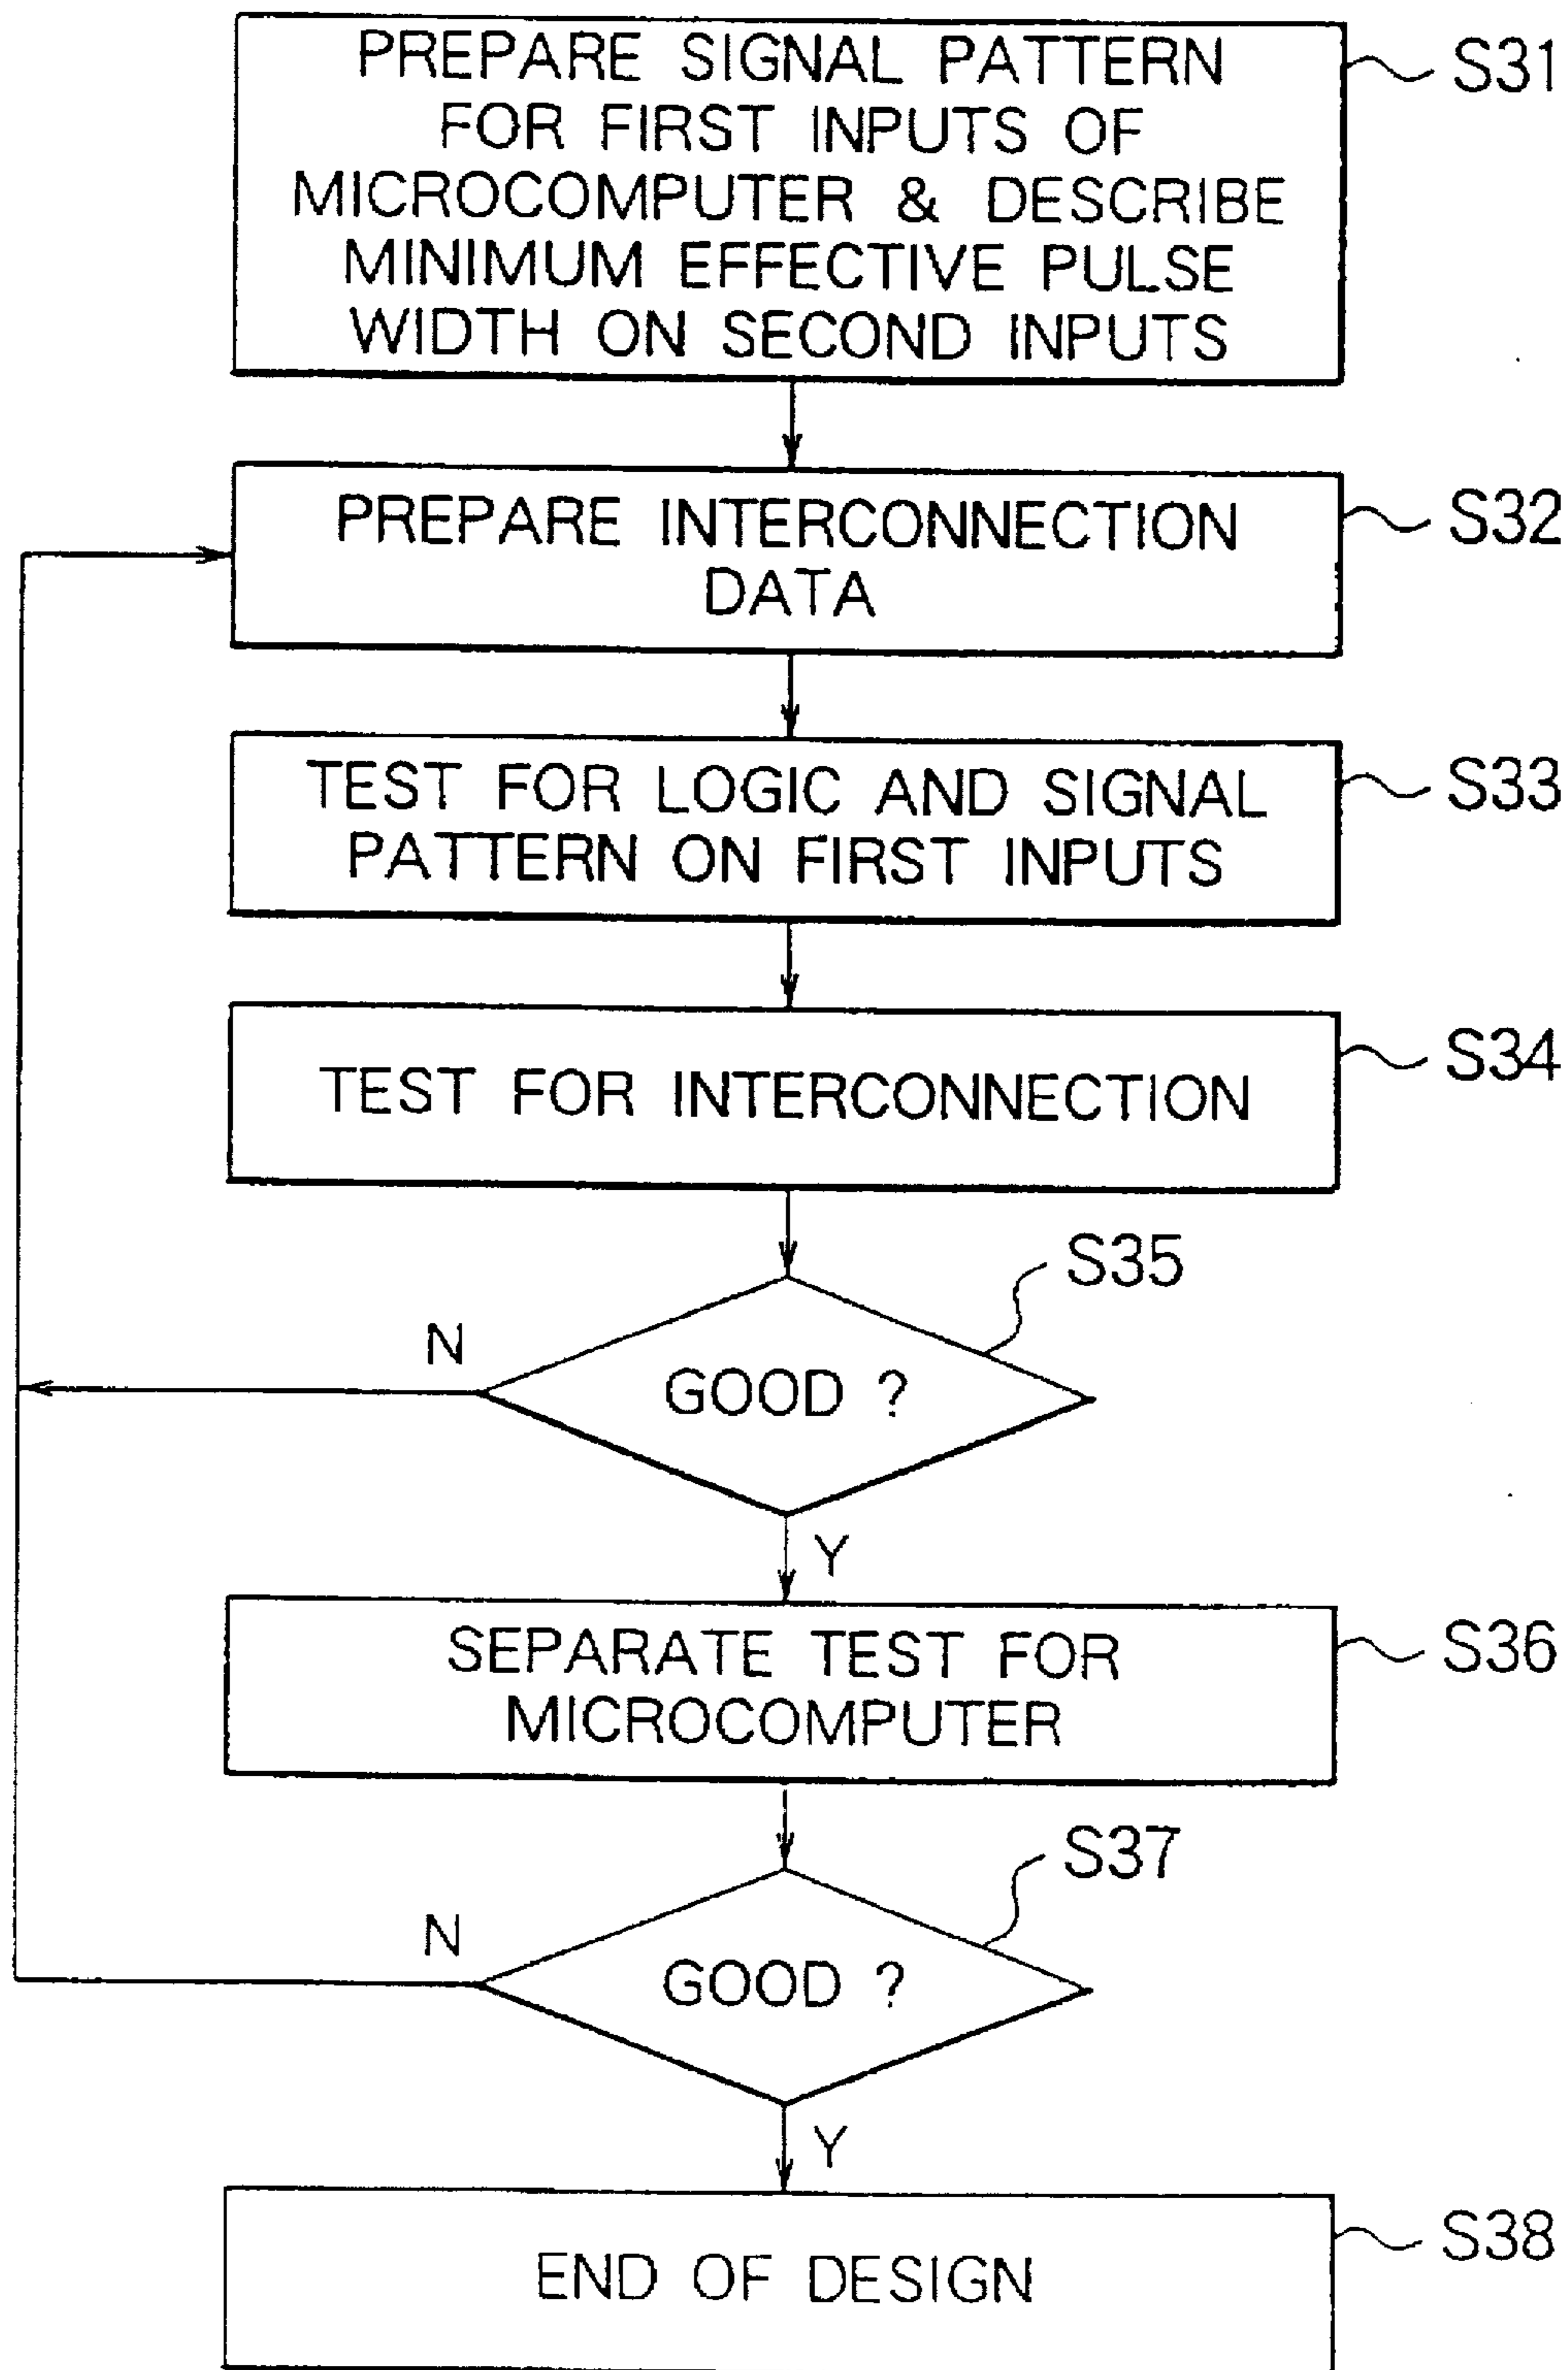 PREPARE SIGNAL PATTERN
FOR FIRST INPUTS OF
MICROCOMPUTER & DESCRIBE
MINIMUM EFFECTIVE PULSE
WIDTH ON SECOND INPUTS
S31
PREPARE INTERCONNECTION
DATA
S32
TEST FOR LOGIC AND SIGNAL
PATTERN ON FIRST INPUTS
S33
TEST FOR INTERCONNECTION
S34
S35
N
GOOD ?
Y
SEPARATE TEST FOR
MICROCOMPUTER
S36
S37
N
GOOD ?
Y
END OF DESIGN
S38